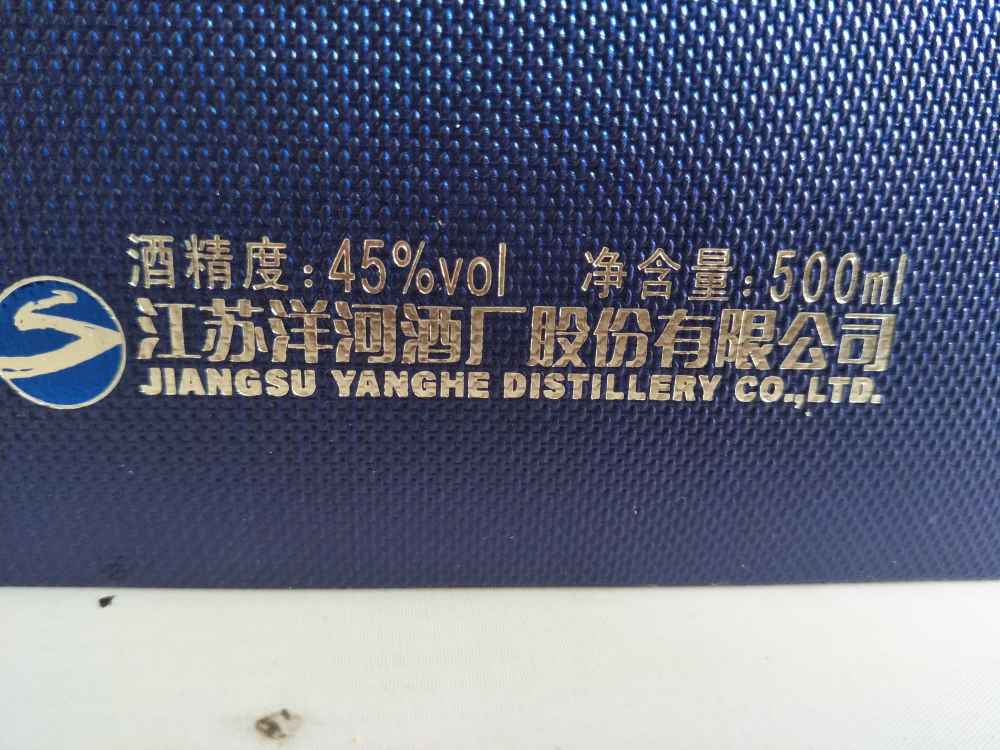 酒精度:45%vol 净含量:500ml
江苏洋河酒厂股份有限公司
JIANGSU YANGHE DISTILLERY CO.,LTD.